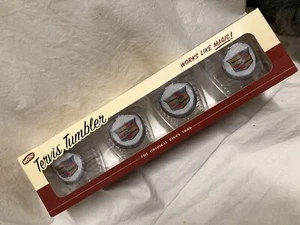 Tervis Tumbler
WORKS LIKE MAGIC!
THE ORIGINAL SINCE 1946